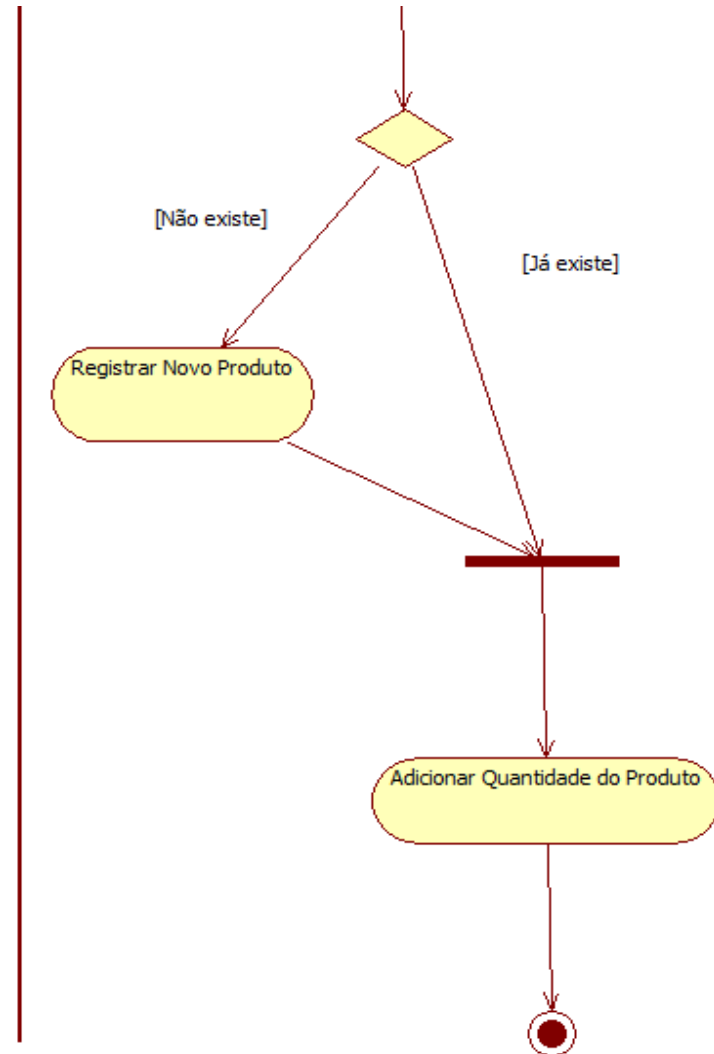 [Não existe]
[Já existe]
Registrar Novo Produto
Adicionar Quantidade do Produto